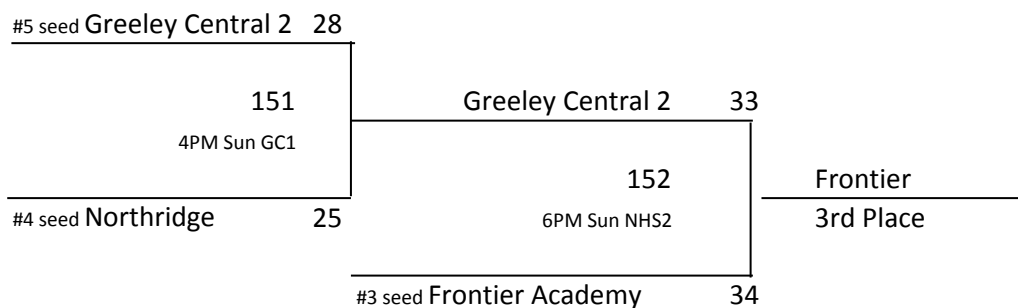 #5 seed Greeley Central 2 28
151
Greeley Central 2 33
4PM Sun GC1
152
Frontier
#4 seed Northridge 25
6PM Sun NHS2
3rd Place
#3 seed Frontier Academy 34